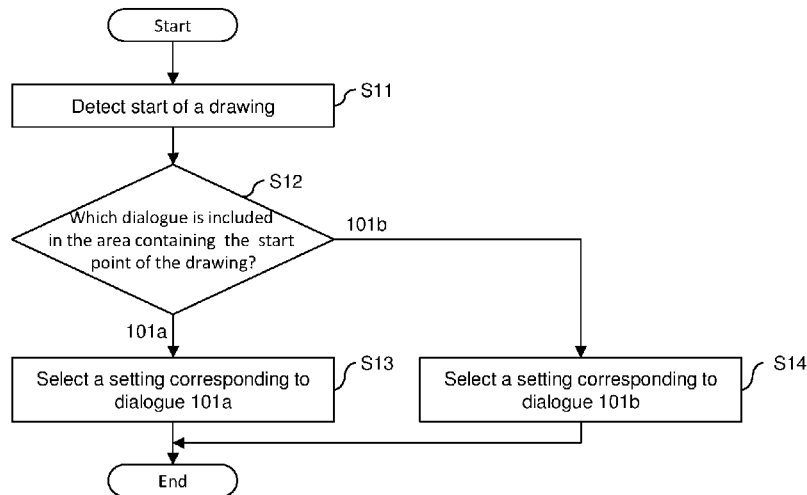 Start
Detect start of a drawing
S11
S12
Which dialogue is included
in the area containing the start
point of the drawing?
101b
101a
Select a setting corresponding to
dialogue 101a
S13
Select a setting corresponding to
dialogue 101b
S14
End